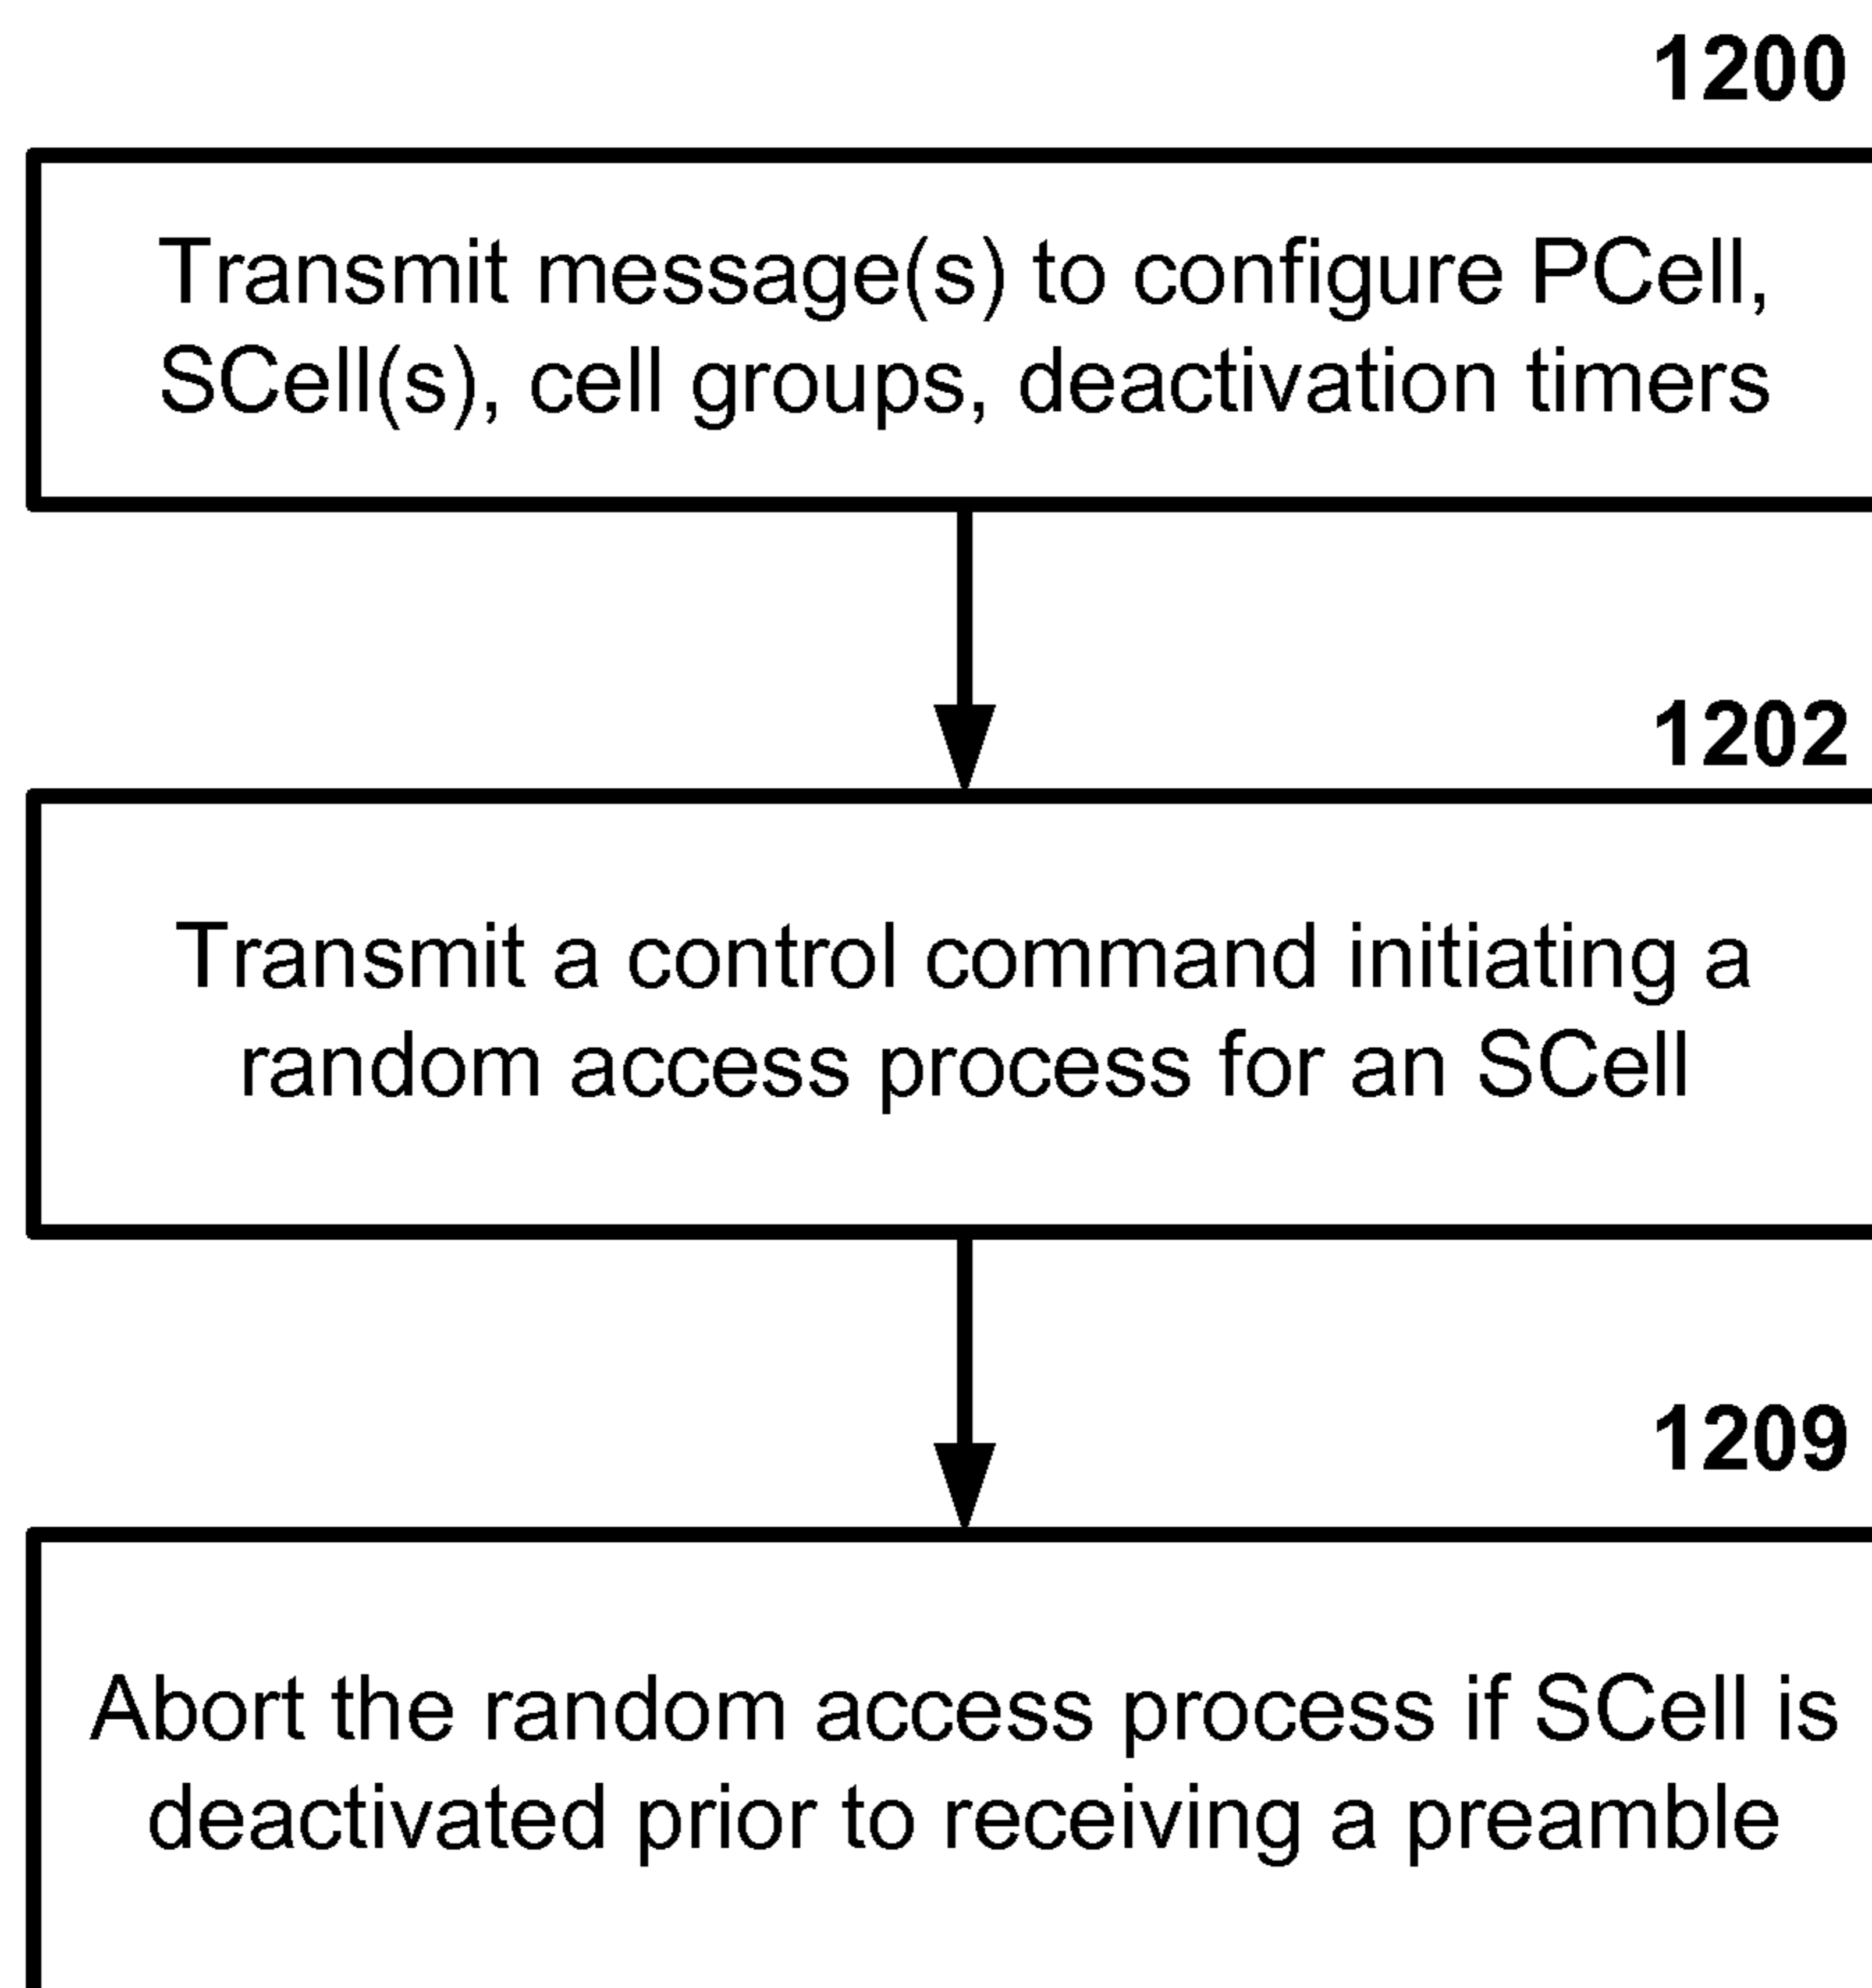 1200
Transmit message(s) to configure PCell,
SCell(s), cell groups, deactivation timers
1202
Transmit a control command initiating a
random access process for an SCell
1209
Abort the random access process if SCell is
deactivated prior to receiving a preamble